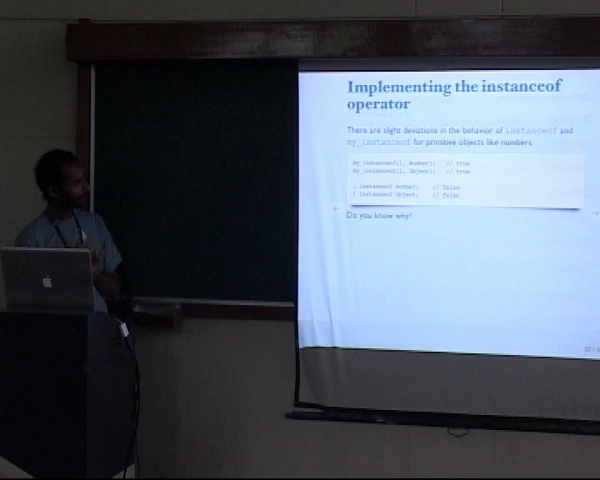 Implementing the instanceof
operator
There are slight deviations in the behavior of instanceof and
my_instanceof for primitive objects like numbers.
my_instanceof(1, Number); // true
my_instanceof(1, Object); // true
1 instanceof Number; // false
1 instanceof Object; // false
Do you know why?